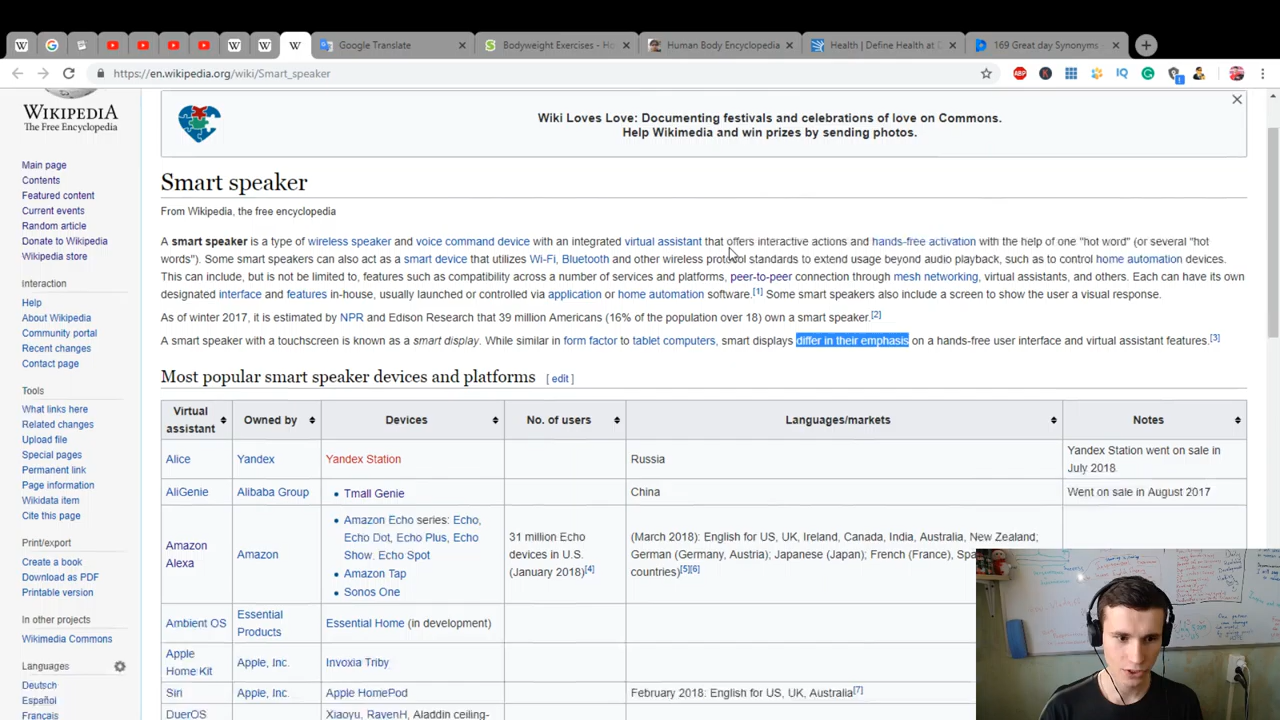 Google Translate
Bodyweight Exercises - Ho
Human Body Encyclopedia
Health | Define Health at D
169 Great day Synonyms -
https://en.wikipedia.org/wiki/Smart_speaker
ABP
IQ
WIKIPEDIA
The Free Encyclopedia
Main page
Contents
Featured content
Current events
Random article
Donate to Wikipedia
Wikipedia store
Interaction
Help
About Wikipedia
Community portal
Recent changes
Contact page
Tools
What links here
Related changes
Upload file
Special pages
Permanent link
Page information
Wikidata item
Cite this page
Print/export
Create a book
Download as PDF
Printable version
In other projects
Wikimedia Commons
Languages
Deutsch
Español
Français
Wiki Loves Love: Documenting festivals and celebrations of love on Commons.
Help Wikimedia and win prizes by sending photos.
Smart speaker
From Wikipedia, the free encyclopedia
A smart speaker is a type of wireless speaker and voice command device with an integrated virtual assistant that offers interactive actions and hands-free activation with the help of one "hot word" (or several "hot
words"). Some smart speakers can also act as a smart device that utilizes Wi-Fi, Bluetooth and other wireless protocol standards to extend usage beyond audio playback, such as to control home automation devices.
This can include, but is not be limited to, features such as compatibility across a number of services and platforms, peer-to-peer connection through mesh networking, virtual assistants, and others. Each can have its own
designated interface and features in-house, usually launched or controlled via application or home automation software.[1] Some smart speakers also include a screen to show the user a visual response.
As of winter 2017, it is estimated by NPR and Edison Research that 39 million Americans (16% of the population over 18) own a smart speaker.[2]
A smart speaker with a touchscreen is known as a smart display. While similar in form factor to tablet computers, smart displays differ in their emphasis on a hands-free user interface and virtual assistant features.[3]
Most popular smart speaker devices and platforms [ edit ]
Virtual assistant Owned by Devices No. of users Languages/markets Notes
Alice Yandex Yandex Station Russia Yandex Station went on sale in
July 2018
AliGenie Alibaba Group Tmall Genie China Went on sale in August 2017
Amazon Alexa Amazon
Amazon Echo series: Echo,
Echo Dot, Echo Plus, Echo
Show, Echo Spot
Amazon Tap
Sonos One
31 million Echo
devices in U.S.
(January 2018)[4]
(March 2018): English for US, UK, Ireland, Canada, India, Australia, New Zealand;
German (Germany, Austria); Japanese (Japan); French (France), Spa
countries)[5][6]
Ambient OS Essential Products Essential Home (in development)
Apple Home Kit Apple, Inc. Invoxia Triby
Siri Apple, Inc. Apple HomePod February 2018: English for US, UK, Australia[7]
DuerOS Xiaoyu, RavenH, Aladdin ceiling-